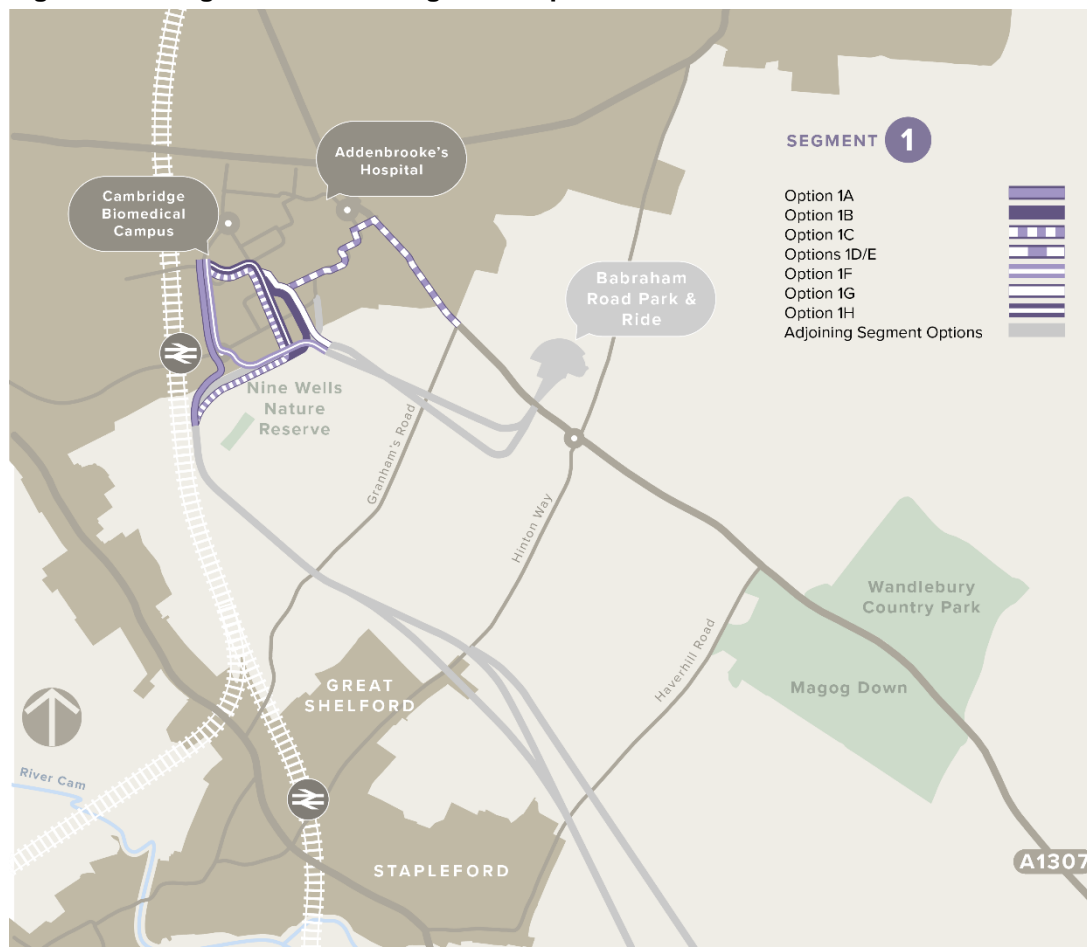 Addenbrooke's
Hospital
Cambridge
Biomedical
Campus
SEGMENT 1
Option 1A
Option 1B
Option 1C
Options 1D/E
Option 1F
Option 1G
Option 1H
Adjoining Segment Options
Babraham
Road Park &
Ride
Nine Wells
Nature
Reserve
Granham's Road
Hinton Way
Haverhill Road
Wandlebury
Country Park
Magog Down
GREAT
SHELFORD
River Cam
STAPLEFORD
A1307